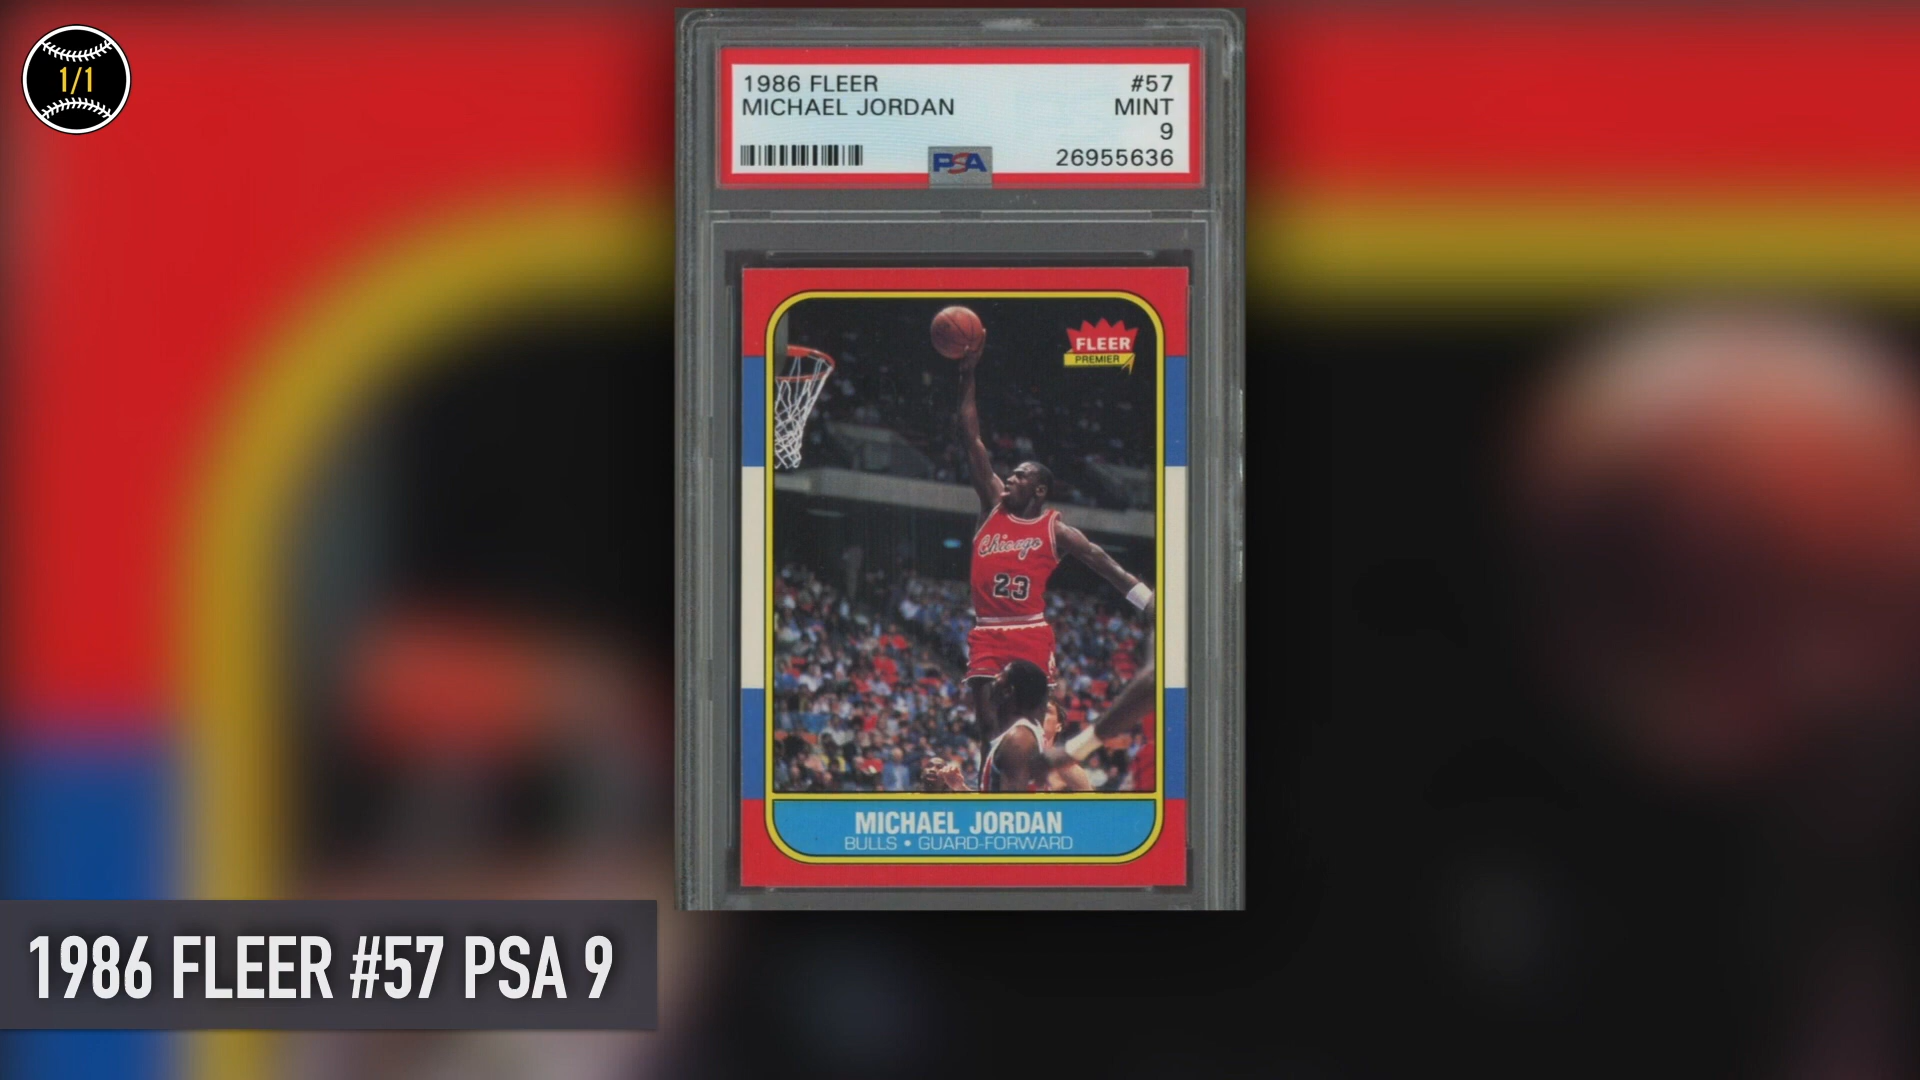 1/1
1986 FLEER #57
MICHAEL JORDAN MINT
9
PSA 26955636
FLEER
PREMIER
Chicago
23
MICHAEL JORDAN
BULLS • GUARD-FORWARD
1986 FLEER #57 PSA 9